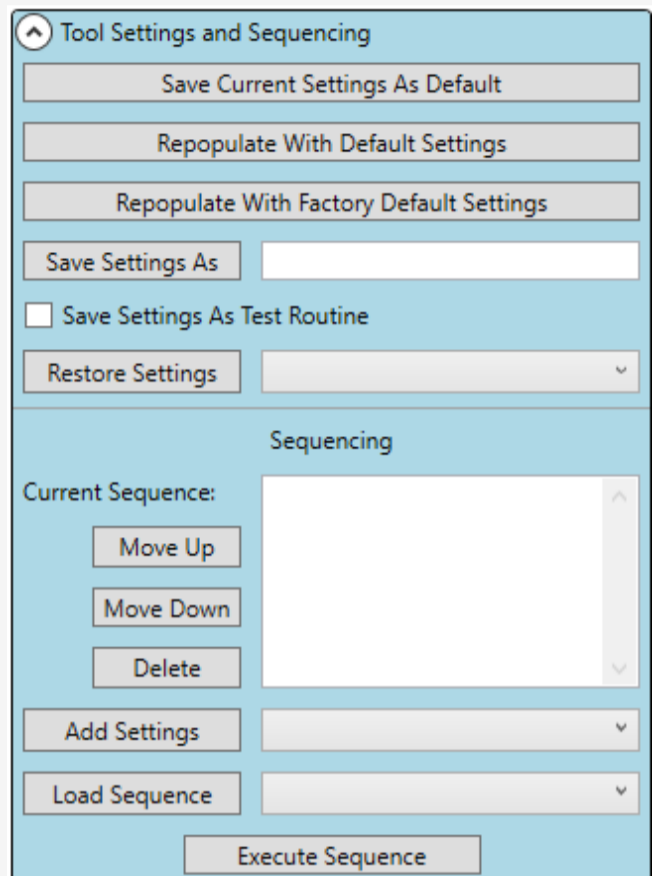 Tool Settings and Sequencing
Save Current Settings As Default
Repopulate With Default Settings
Repopulate With Factory Default Settings
Save Settings As
Save Settings As Test Routine
Restore Settings
Sequencing
Current Sequence:
Move Up
Move Down
Delete
Add Settings
Load Sequence
Execute Sequence